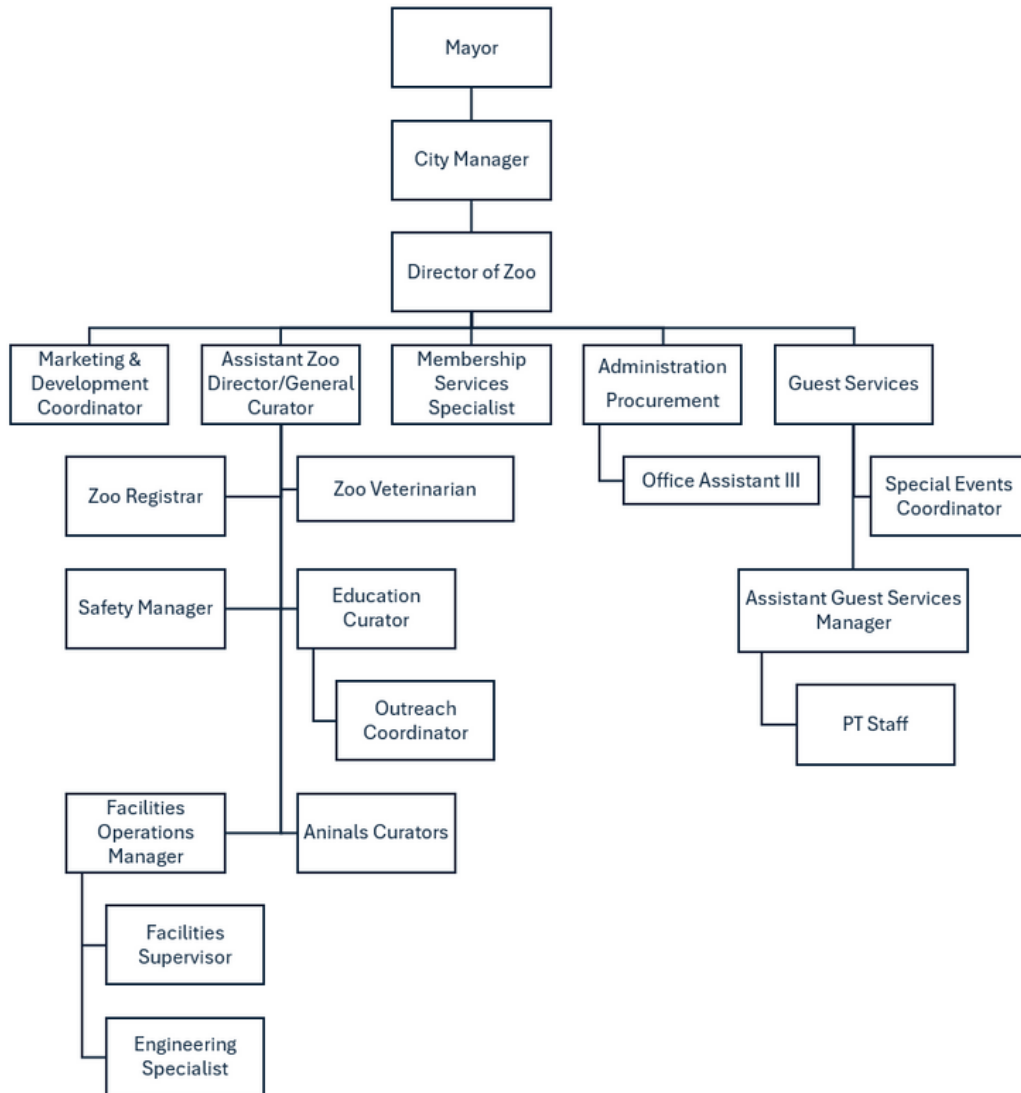 Mayor
City Manager
Director of Zoo
Marketing &
Development
Coordinator
Assistant Zoo
Director/General
Curator
Membership
Services
Specialist
Administration
Procurement
Guest Services
Zoo Registrar
Zoo Veterinarian
Office Assistant III
Special Events
Coordinator
Safety Manager
Education
Curator
Assistant Guest Services
Manager
Outreach
Coordinator
PT Staff
Facilities
Operations
Manager
Aninals Curators
Facilities
Supervisor
Engineering
Specialist